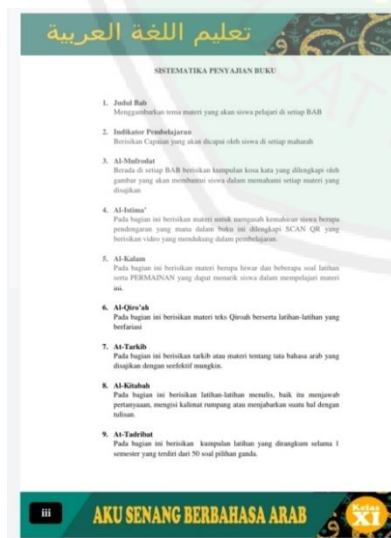 تعليم اللغة العربية
SISTEMATIKA PENYAJIAN BUKU
1. Judul Bab
Menggambarkan tema materi yang akan siswa pelajari di setiap BAB
2. Indikator Pembelajaran
Berisikan Capaian yang akan dicapai oleh siswa di setiap maharah
3. Al-Mufrodat
Berada di setiap BAB berisikan kumpulan kosa kata yang dilengkapi oleh
gambar yang akan membantui siswa dalam memahami setiap materi yang
disajikan
4. Al-Istima'
Pada bagian ini berisikan materi untuk mengasah kemahiran siswa berupa
pendengaran yang mana dalam buku ini dilengkapi SCAN QR yang
berisikan video yang mendukung dalam pembelajaran.
5. Al-Kalam
Pada bagian ini berisikan materi berupa hiwar dan beberapa soal latihan
serta PERMAINAN yang dapat menarik siswa dalam mempelajari materi
ini.
6. Al-Qiro'ah
Pada bagian ini berisikan materi teks Qiroah berserta latihan-latihan yang
berfariasi
7. At-Tarkib
Pada bagian ini berisikan tarkib atau materi tentang tata bahasa arab yang
disajikan dengan seefektif mungkin.
8. Al-Kitabah
Pada bagian ini berisikan latihan-latihan menulis, baik itu menjawab
pertanyaaan, mengisi kalimat rumpang atau menjabarkan suatu hal dengan
tulisan.
9. At-Tadribat
Pada bagian ini berisikan kumpulan latihan yang dirangkum selama 1
semester yang terdiri dari 50 soal pilihan ganda.
iii
AKU SENANG BERBAHASA ARAB
Kelas
XI